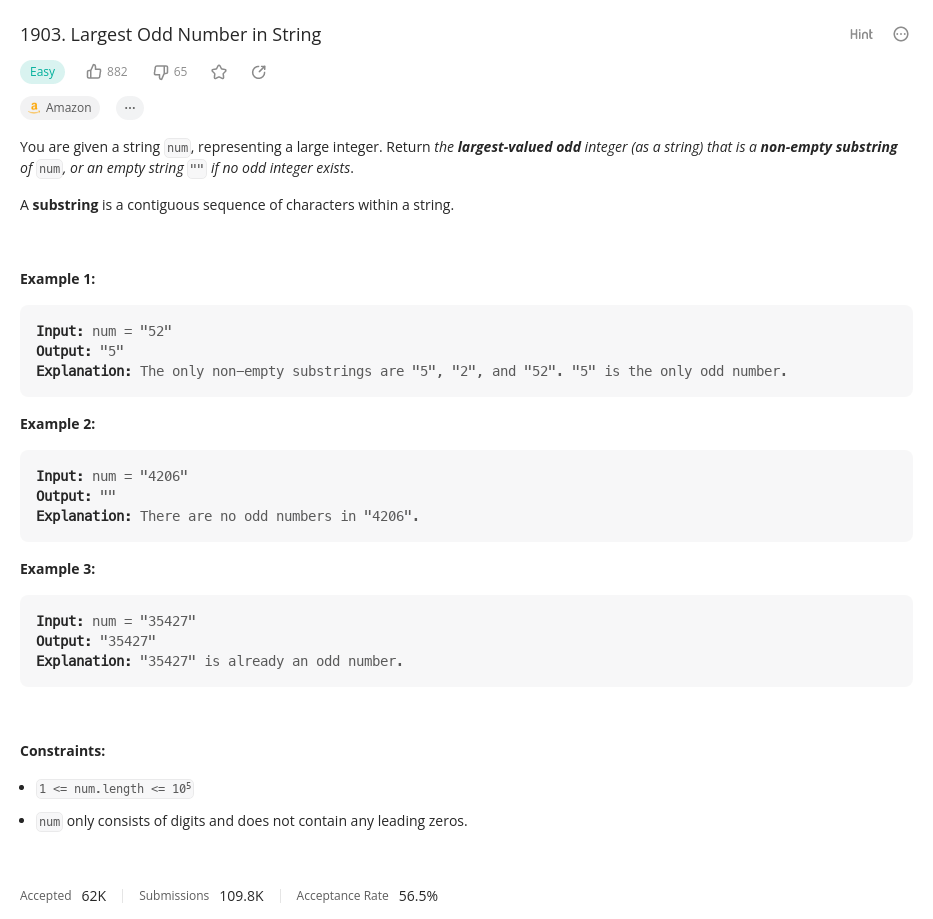 1903. Largest Odd Number in String
Hint
Easy 882 65
Amazon ...
You are given a string num, representing a large integer. Return the largest-valued odd integer (as a string) that is a non-empty substring
of num, or an empty string "" if no odd integer exists.
A substring is a contiguous sequence of characters within a string.
Example 1:
Input: num = "52"
Output: "5"
Explanation: The only non-empty substrings are "5", "2", and "52". "5" is the only odd number.
Example 2:
Input: num = "4206"
Output: ""
Explanation: There are no odd numbers in "4206".
Example 3:
Input: num = "35427"
Output: "35427"
Explanation: "35427" is already an odd number.
Constraints:
• 1 <= num.length <= 10⁵
• num only consists of digits and does not contain any leading zeros.
Accepted 62K Submissions 109.8K Acceptance Rate 56.5%